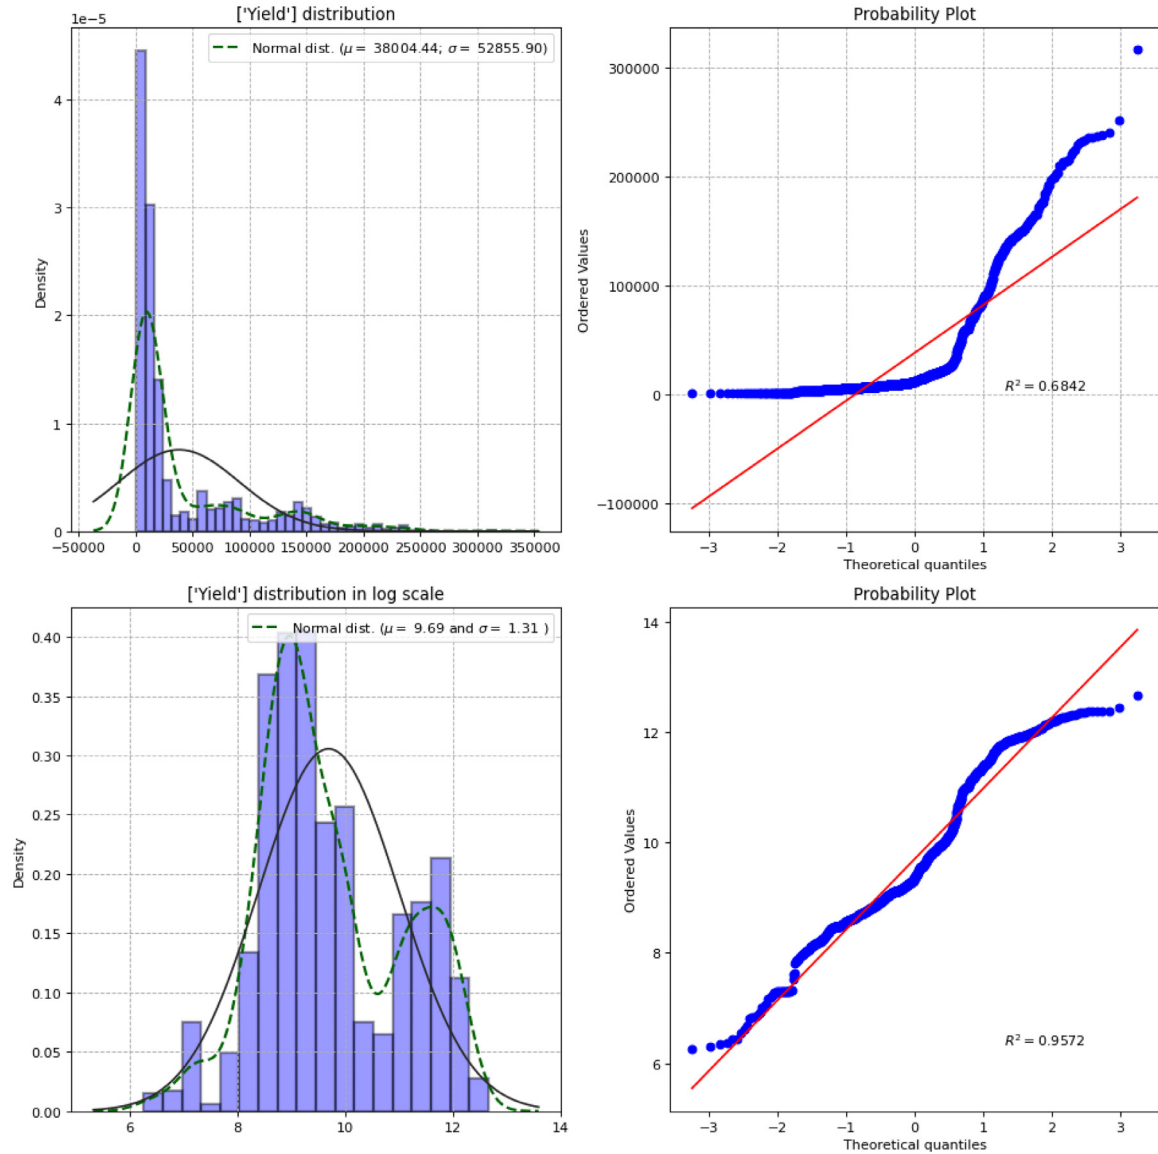 ['Yield'] distribution
1e−5
Normal dist. (μ = 38004.44; σ = 52855.90)
4
3
2
1
0
Density
−50000 0 50000 100000 150000 200000 250000 300000 350000
Probability Plot
300000
200000
100000
0
−100000
Ordered Values
R² = 0.6842
−3 −2 −1 0 1 2 3
Theoretical quantiles
['Yield'] distribution in log scale
Normal dist. (μ = 9.69 and σ = 1.31 )
0.40
0.35
0.30
0.25
0.20
0.15
0.10
0.05
0.00
Density
6 8 10 12 14
Probability Plot
14
12
10
8
6
Ordered Values
R² = 0.9572
−3 −2 −1 0 1 2 3
Theoretical quantiles